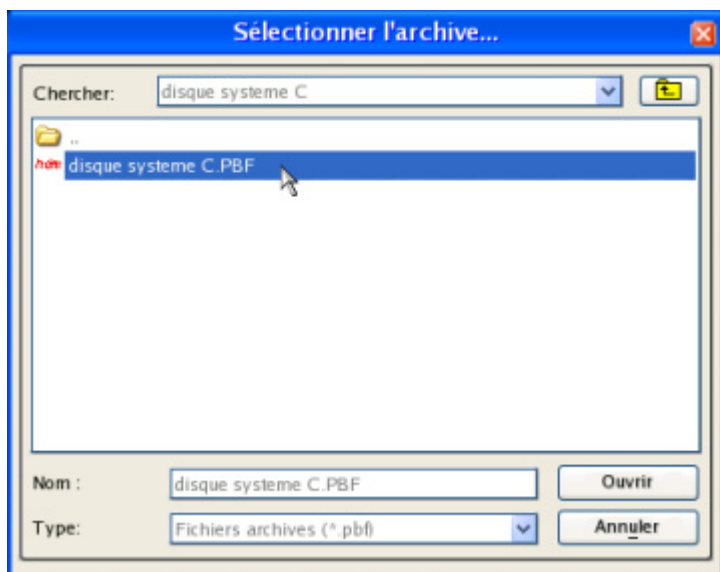 Sélectionner l'archive...
Chercher: disque systeme C
..
disque systeme C.PBF
Nom : disque systeme C.PBF Ouvrir
Type: Fichiers archives (*.pbf) Annuler